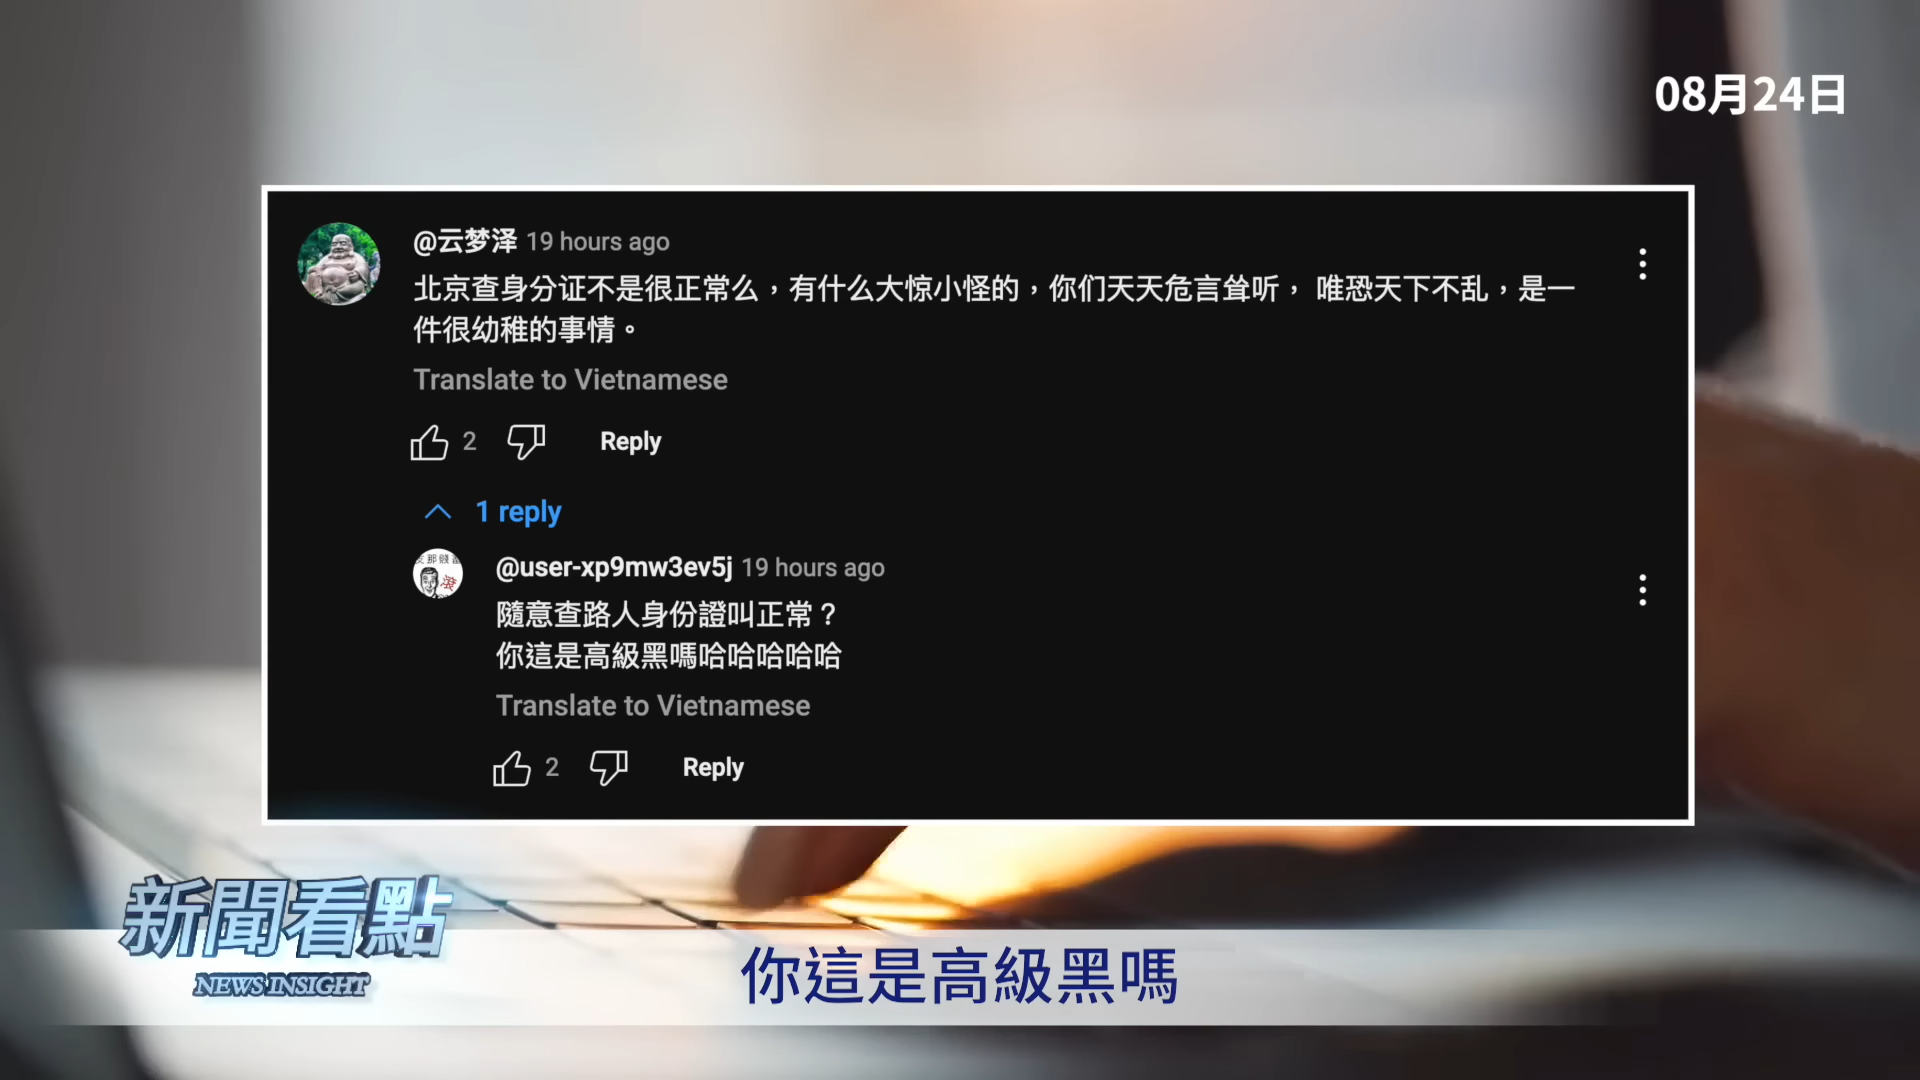 08月24日
@云梦泽 19 hours ago
北京查身分证不是很正常么，有什么大惊小怪的，你们天天危言耸听， 唯恐天下不乱，是一
件很幼稚的事情。
Translate to Vietnamese
2 Reply
1 reply
@user-xp9mw3ev5j 19 hours ago
隨意查路人身份證叫正常？
你這是高級黑嗎哈哈哈哈哈
Translate to Vietnamese
2 Reply
新聞看點
NEWS INSIGHT
你這是高級黑嗎